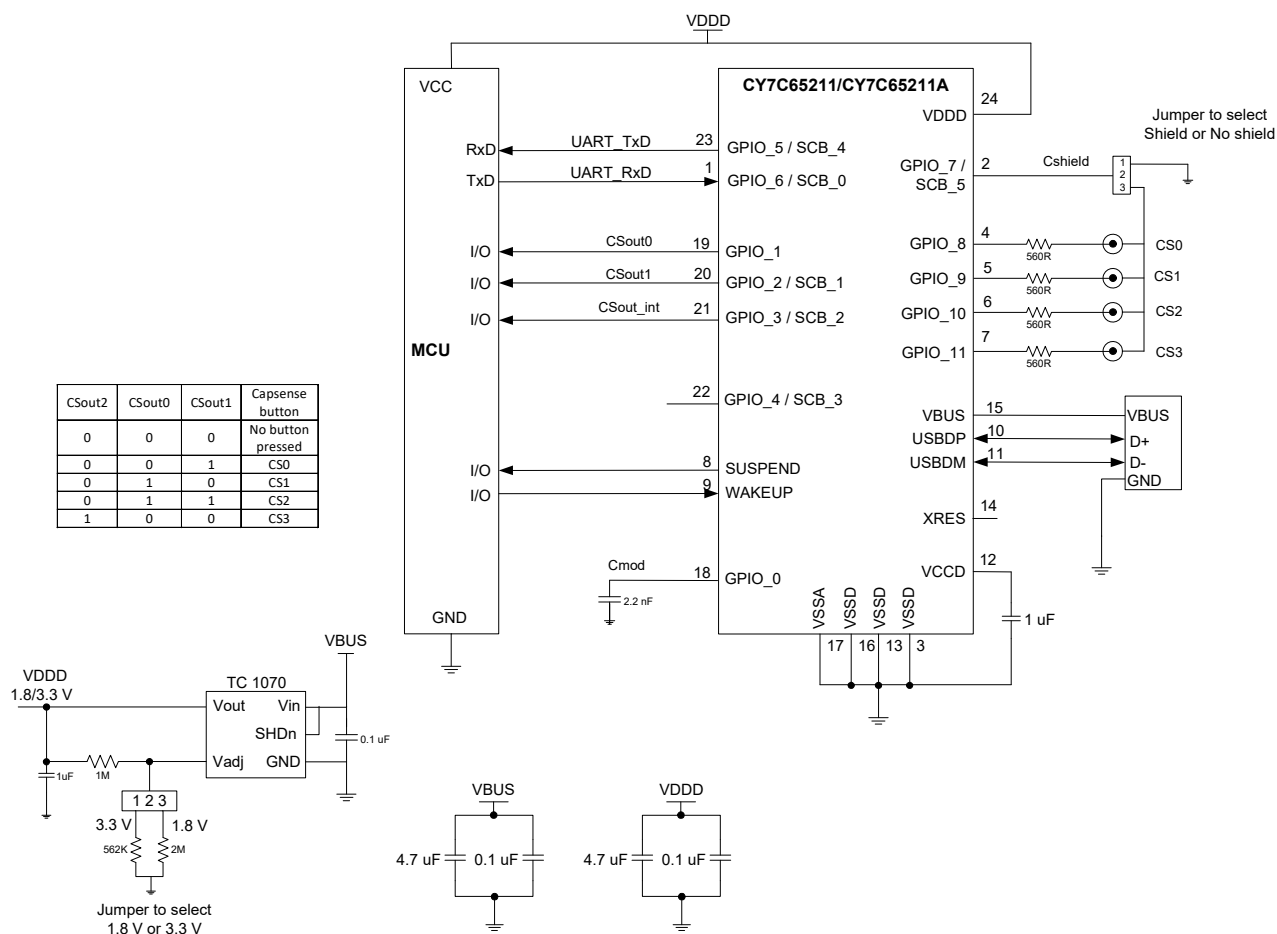 VDDD
VCC
RxD
TxD
I/O
I/O
I/O
MCU
I/O
I/O
GND
UART_TxD
UART_RxD
CSout0
CSout1
CSout_int
Cmod
2.2 nF
CY7C65211/CY7C65211A
23 GPIO_5 / SCB_4
1 GPIO_6 / SCB_0
19 GPIO_1
20 GPIO_2 / SCB_1
21 GPIO_3 / SCB_2
22 GPIO_4 / SCB_3
8 SUSPEND
9 WAKEUP
18 GPIO_0
VDDD 24
GPIO_7 / 2
SCB_5
GPIO_8 4
GPIO_9 5
GPIO_10 6
GPIO_11 7
VBUS 15
USBDP 10
USBDM 11
XRES 14
VCCD 12
VSSA
VSSD
VSSD
VSSD
17 16 13 3
1 uF
Jumper to select
Shield or No shield
Cshield
1
2
3
560R CS0
560R CS1
560R CS2
560R CS3
VBUS
D+
D-
GND
CSout2 CSout0 CSout1 Capsense
button
0 0 0 No button
pressed
0 0 1 CS0
0 1 0 CS1
0 1 1 CS2
1 0 0 CS3
VDDD
1.8/3.3 V
TC 1070
Vout Vin
SHDn
Vadj GND
VBUS
0.1 uF
1uF
1M
1 2 3
3.3 V 1.8 V
562K 2M
Jumper to select
1.8 V or 3.3 V
VBUS
4.7 uF 0.1 uF
VDDD
4.7 uF 0.1 uF